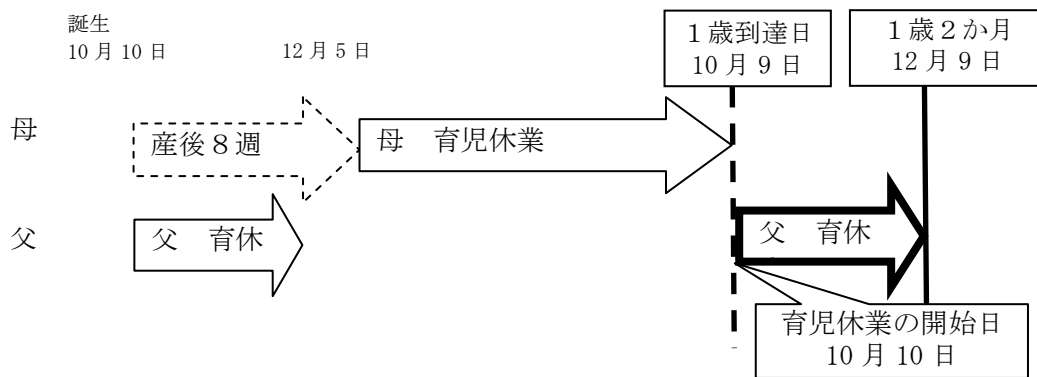 誕生
10月10日
12月5日
1歳到達日
10月9日
1歳2か月
12月9日
母
産後8週
母 育児休業
父
父 育休
父 育休
育児休業の開始日
10月10日